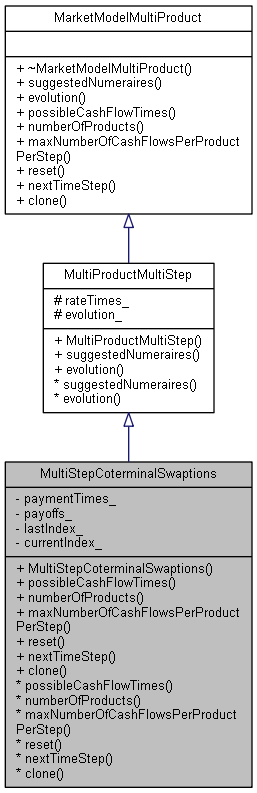 MarketModelMultiProduct
+ ~MarketModelMultiProduct()
+ suggestedNumeraires()
+ evolution()
+ possibleCashFlowTimes()
+ numberOfProducts()
+ maxNumberOfCashFlowsPerProduct
PerStep()
+ reset()
+ nextTimeStep()
+ clone()
MultiProductMultiStep
# rateTimes_
# evolution_
+ MultiProductMultiStep()
+ suggestedNumeraires()
+ evolution()
* suggestedNumeraires()
* evolution()
MultiStepCoterminalSwaptions
- paymentTimes_
- payoffs_
- lastIndex_
- currentIndex_
+ MultiStepCoterminalSwaptions()
+ possibleCashFlowTimes()
+ numberOfProducts()
+ maxNumberOfCashFlowsPerProduct
PerStep()
+ reset()
+ nextTimeStep()
+ clone()
* possibleCashFlowTimes()
* numberOfProducts()
* maxNumberOfCashFlowsPerProduct
PerStep()
* reset()
* nextTimeStep()
* clone()